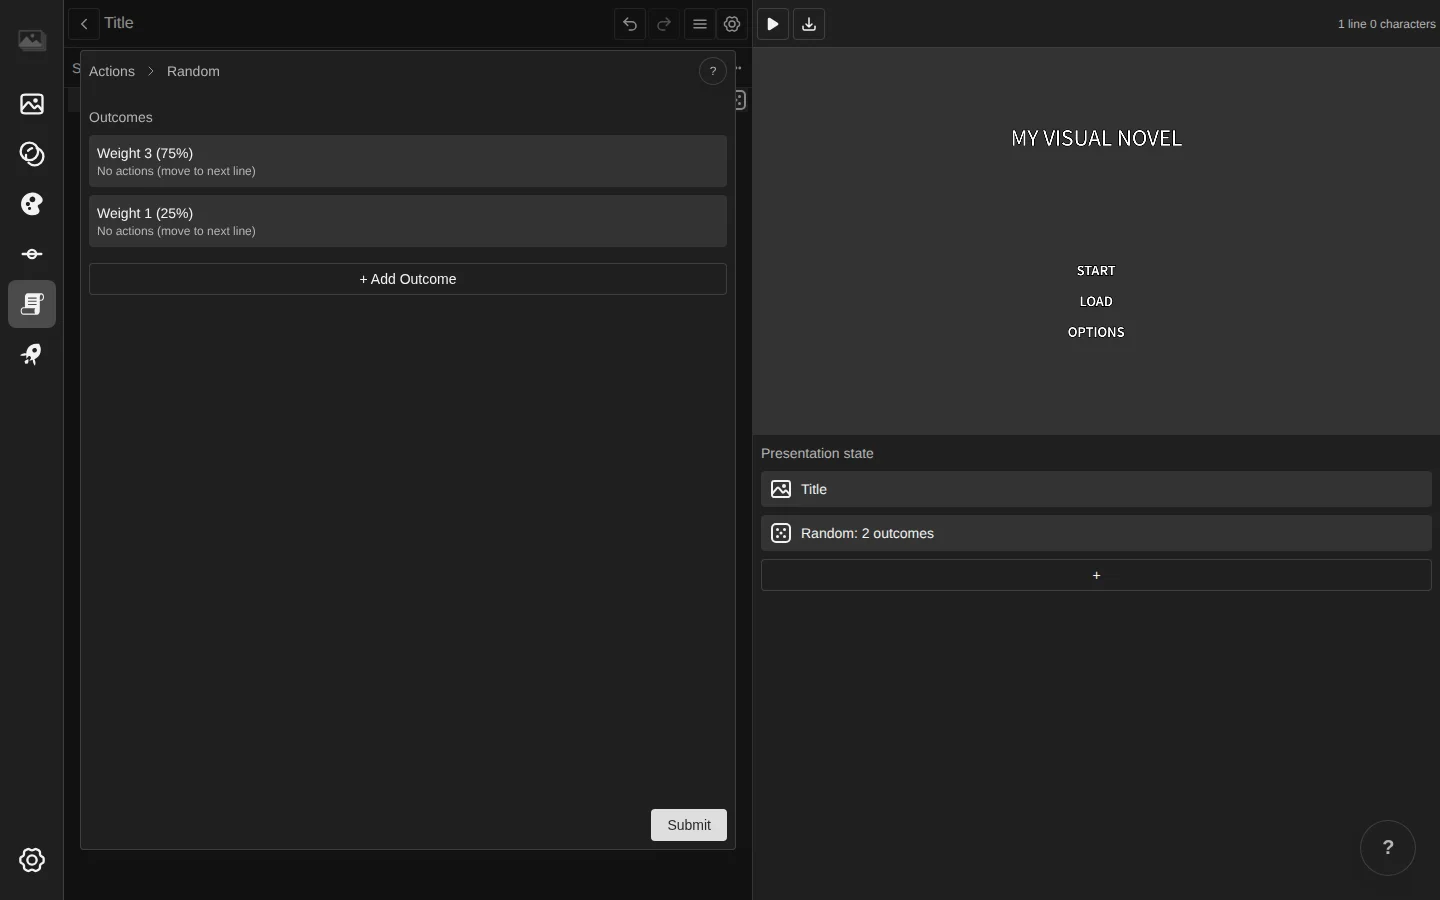 Title
1 line 0 characters
S
Actions > Random
?
Outcomes
Weight 3 (75%)
No actions (move to next line)
Weight 1 (25%)
No actions (move to next line)
+ Add Outcome
Submit
MY VISUAL NOVEL
START
LOAD
OPTIONS
Presentation state
Title
Random: 2 outcomes
+
?